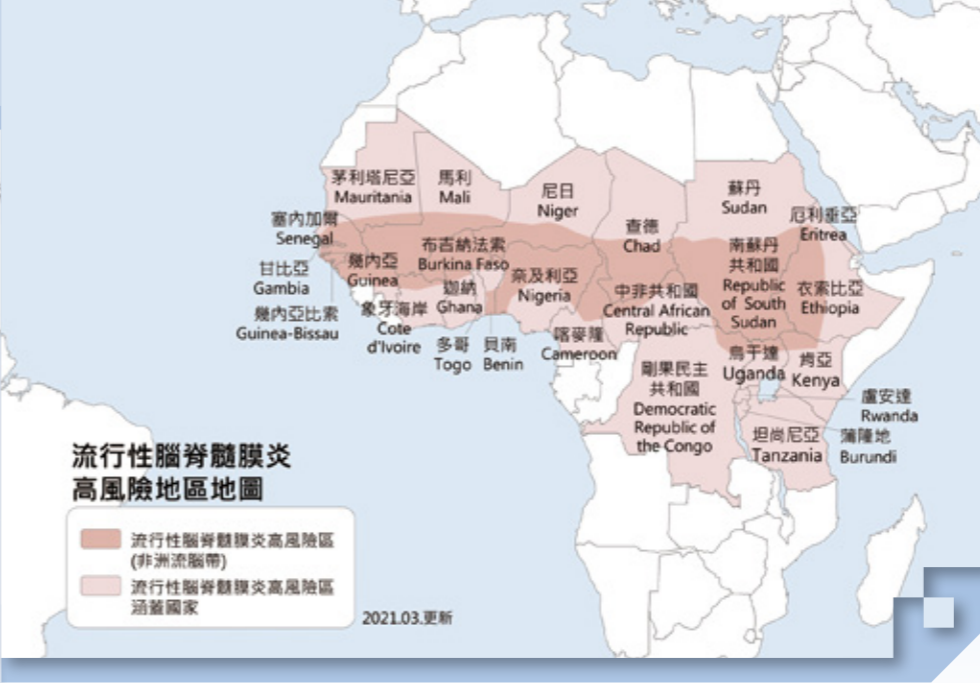 茅利塔尼亞
Mauritania
馬利
Mali
尼日
Niger
查德
Chad
蘇丹
Sudan
厄利垂亞
Eritrea
塞內加爾
Senegal
甘比亞
Gambia
幾內亞比索
Guinea-Bissau
幾內亞
Guinea
布吉納法索
Burkina Faso
迦納
Ghana
象牙海岸
Cote
d'Ivoire
多哥
Togo
貝南
Benin
奈及利亞
Nigeria
喀麥隆
Cameroon
中非共和國
Central African
Republic
南蘇丹
共和國
Republic
of South
Sudan
衣索比亞
Ethiopia
烏干達
Uganda
肯亞
Kenya
剛果民主
共和國
Democratic
Republic of
the Congo
盧安達
Rwanda
蒲隆地
Burundi
坦尚尼亞
Tanzania
流行性腦脊髓膜炎
高風險地區地圖
流行性腦脊髓膜炎高風險區
(非洲流腦帶)
流行性腦脊髓膜炎高風險區
涵蓋國家
2021.03.更新